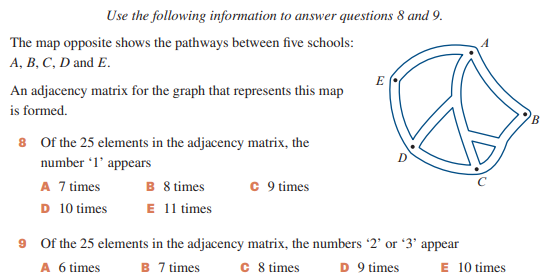 Use the following information to answer questions 8 and 9.
The map opposite shows the pathways between five schools:
A, B, C, D and E.
An adjacency matrix for the graph that represents this map
is formed.
A
E
B
D
C
8 Of the 25 elements in the adjacency matrix, the
number ‘1’ appears
A 7 times B 8 times C 9 times
D 10 times E 11 times
9 Of the 25 elements in the adjacency matrix, the numbers ‘2’ or ‘3’ appear
A 6 times B 7 times C 8 times D 9 times E 10 times